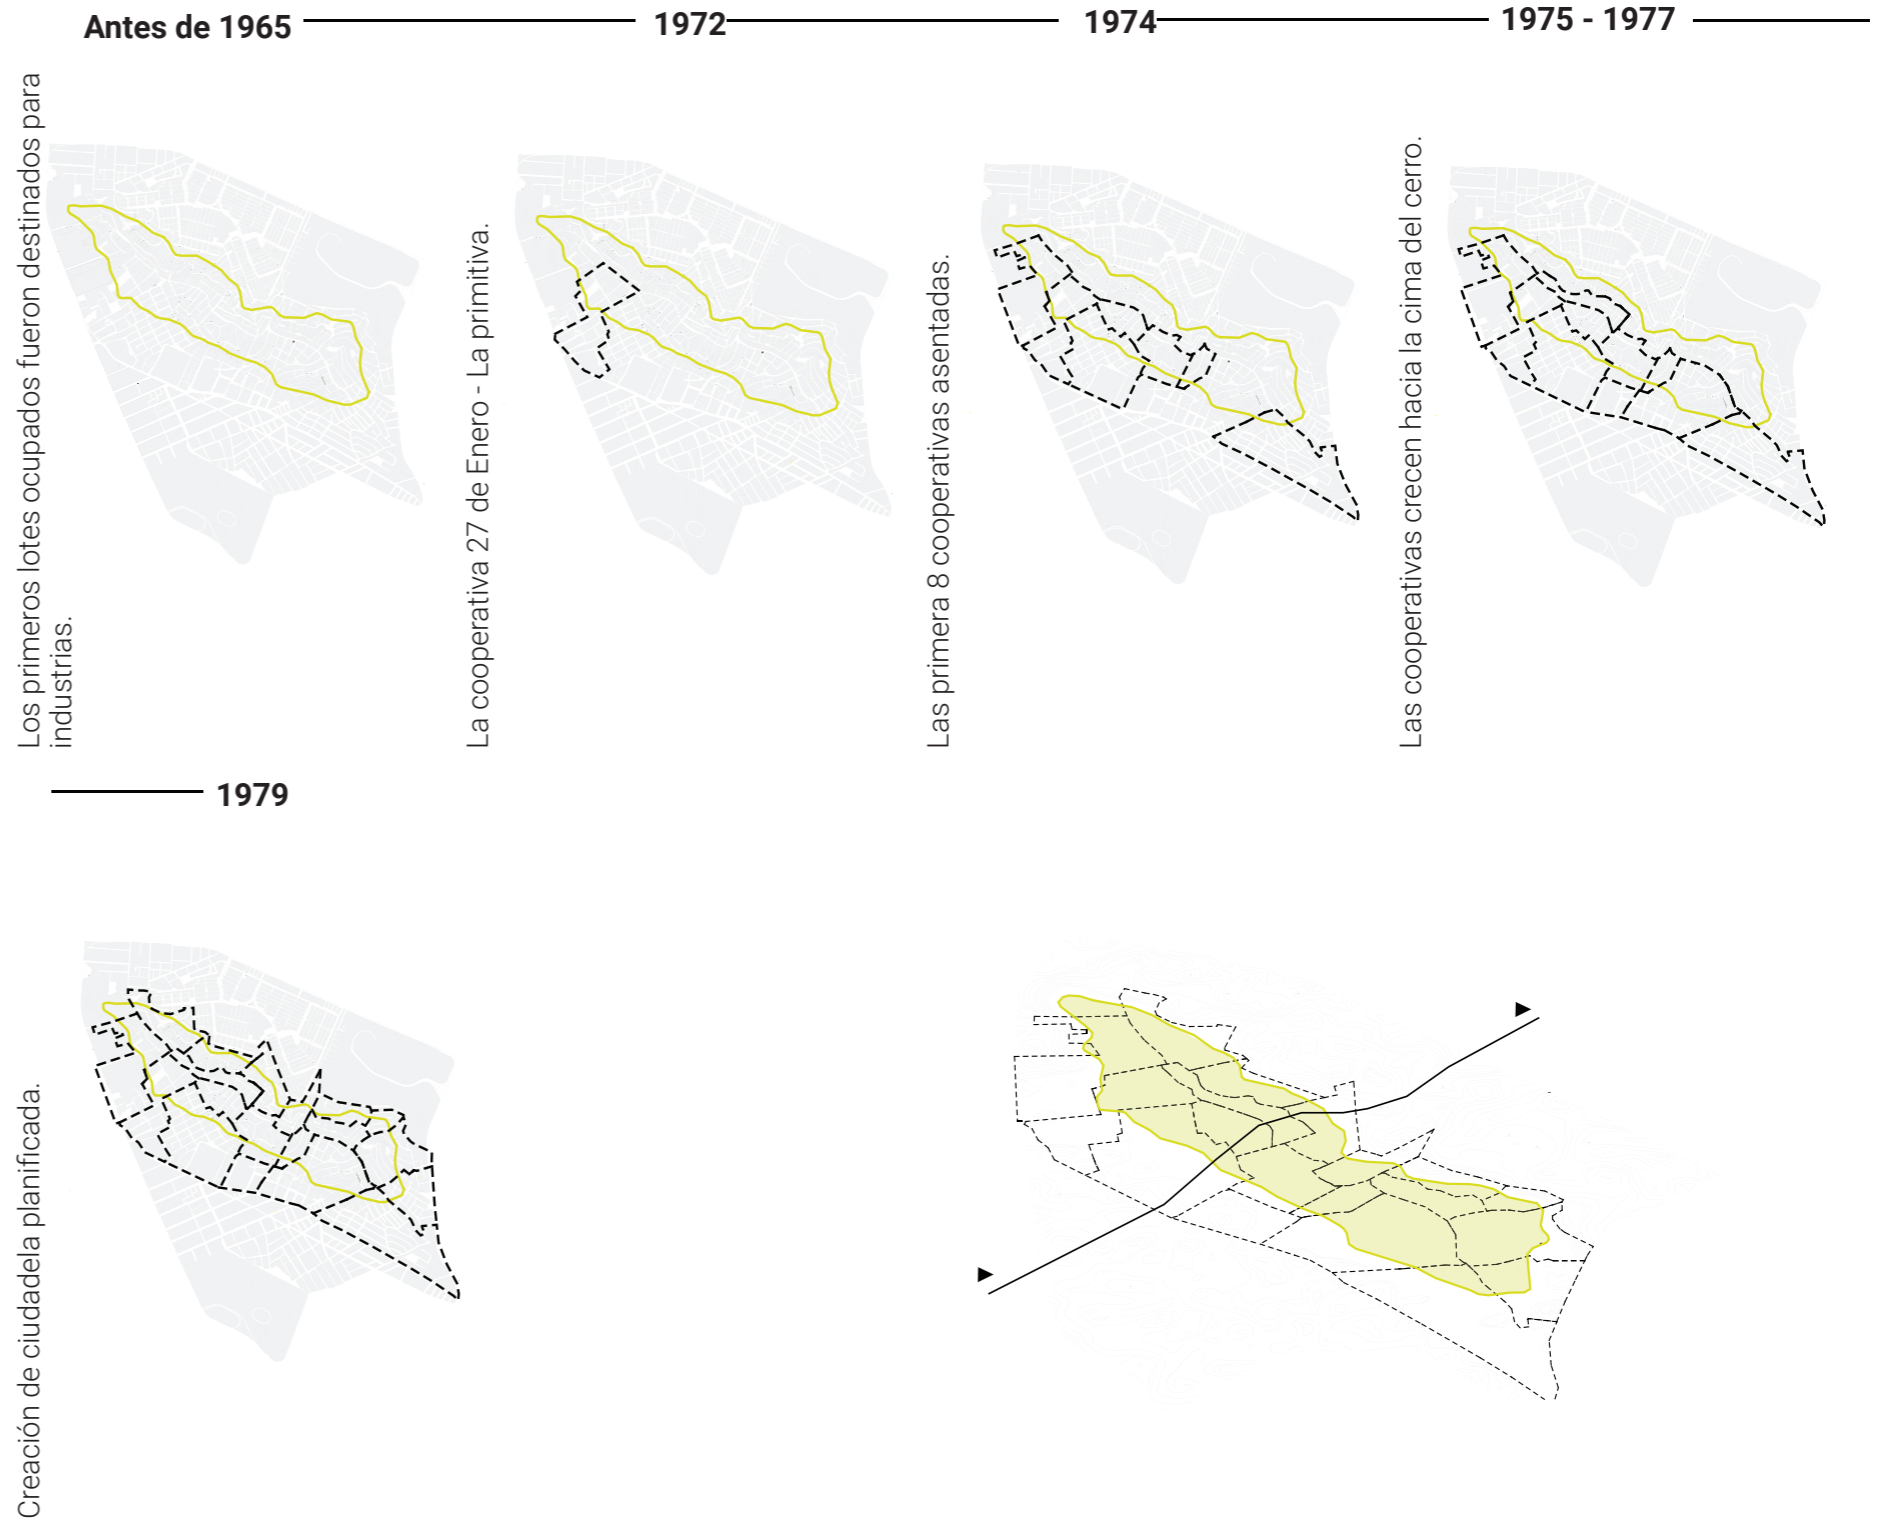 Antes de 1965
1972
1974
1975 - 1977
Los primeros lotes ocupados fueron destinados para
industrias.
La cooperativa 27 de Enero - La primitiva.
Las primera 8 cooperativas asentadas.
Las cooperativas crecen hacia la cima del cerro.
1979
Creación de ciudadela planificada.